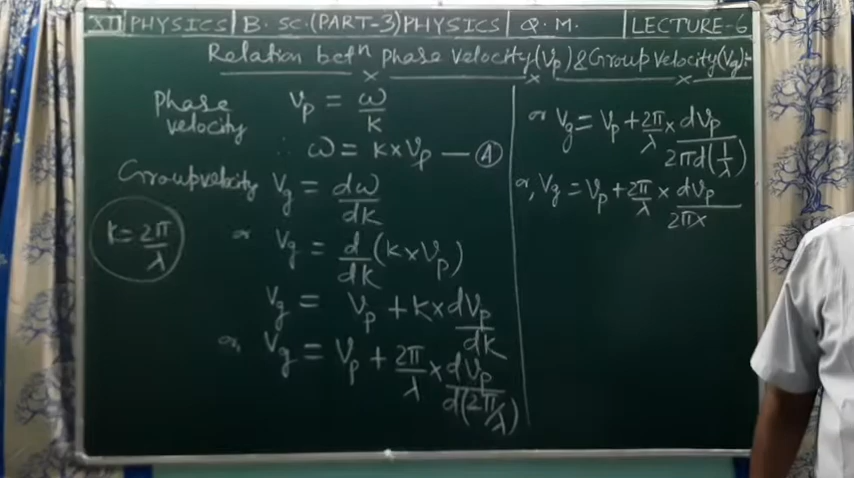 XII PHYSICS | B. SC. (PART-3) PHYSICS | Q. M. | LECTURE-6
Relation betⁿ Phase velocity (Vp) & Group velocity (Vg):-
Phase velocity Vp = ω/k
∴ ω = k × Vp — (A)
Group velocity Vg = dω/dk
k = 2π/λ
or Vg = d/dk (k × Vp)
Vg = Vp + k × dVp/dk
or, Vg = Vp + 2π/λ × dVp/d(2π/λ)
or Vg = Vp + 2π/λ × dVp/2πd(1/λ)
or, Vg = Vp + 2π/λ × dVp/2π×